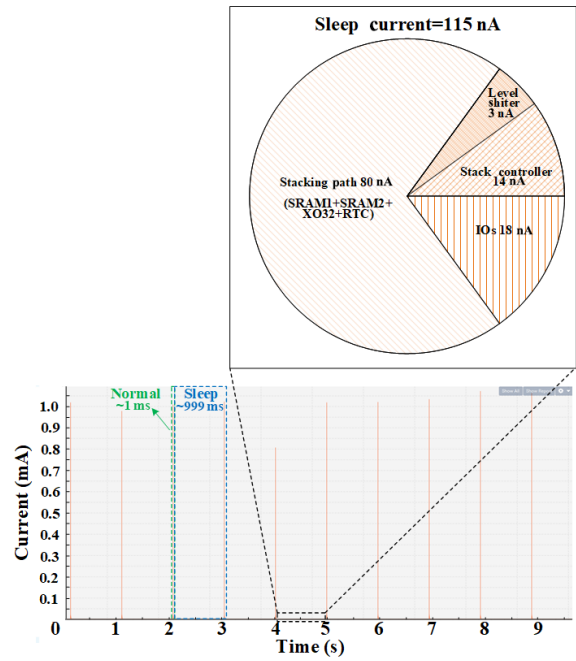 Sleep current=115 nA
Level
shiter
3 nA
Stack controller
14 nA
Stacking path 80 nA
(SRAM1+SRAM2+
XO32+RTC)
IOs 18 nA
Normal
~1 ms
Sleep
~999 ms
Current (mA)
1.0
0.9
0.8
0.7
0.6
0.5
0.4
0.3
0.2
0.1
0 1 2 3 4 5 6 7 8 9
Time (s)